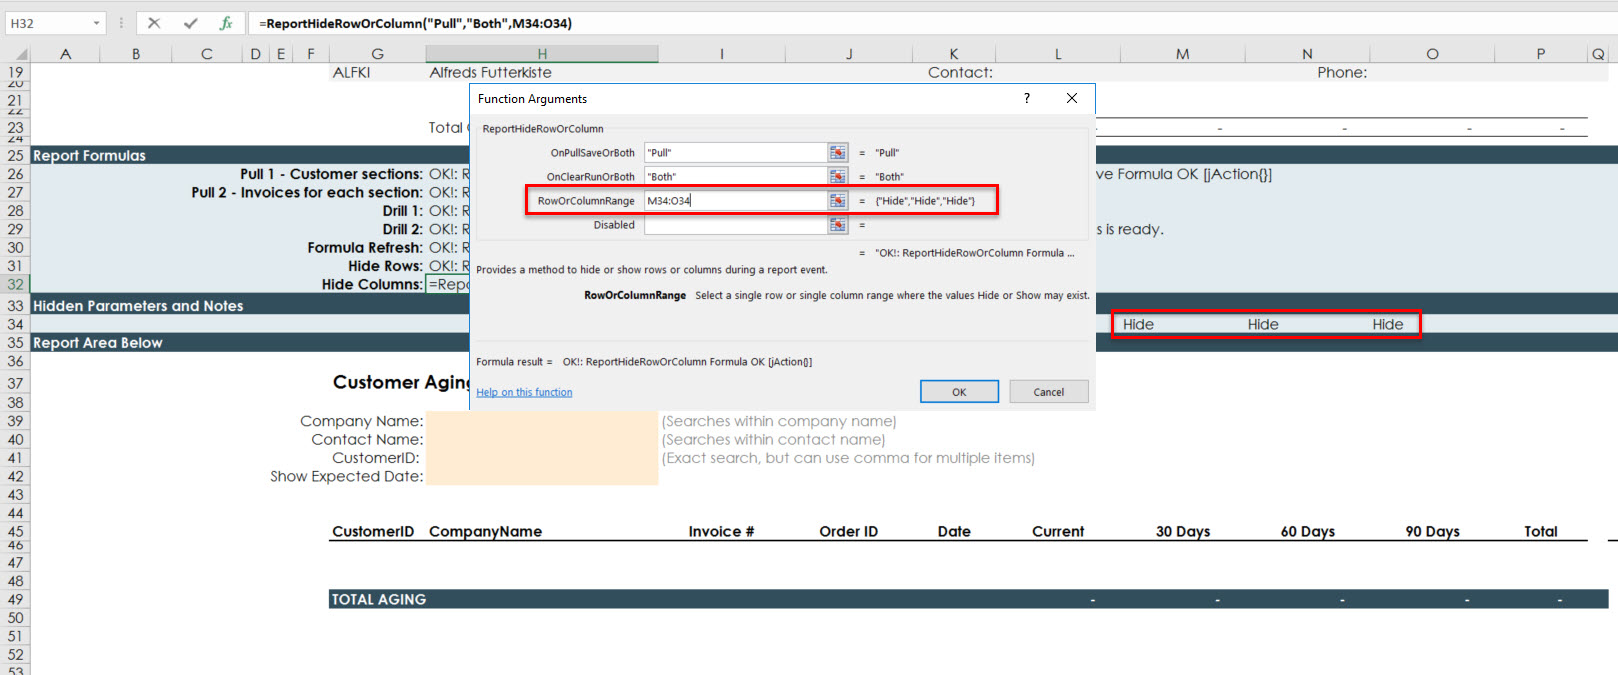 H32 =ReportHideRowOrColumn("Pull","Both",M34:O34)
A B C D E F G H I J K L M N O P Q
19 ALFKI Alfreds Futterkiste Contact: Phone:
20
21
22
23 Total - - - - -
24
25 Report Formulas
26 Pull 1 - Customer sections: OK!: R ve Formula OK [jAction{}]
27 Pull 2 - Invoices for each section: OK!: R
28 Drill 1: OK!: R
29 Drill 2: OK!: R s is ready.
30 Formula Refresh: OK!: R
31 Hide Rows: OK!: R
32 Hide Columns: =Repo
33 Hidden Parameters and Notes
34 Hide Hide Hide
35 Report Area Below
36
37 Customer Aging
38
39 Company Name: (Searches within company name)
40 Contact Name: (Searches within contact name)
41 CustomerID: (Exact search, but can use comma for multiple items)
42 Show Expected Date:
43
44
45 CustomerID CompanyName Invoice # Order ID Date Current 30 Days 60 Days 90 Days Total
46
47
48
49 TOTAL AGING - - - - -
50
51
52
53
Function Arguments ?
ReportHideRowOrColumn
OnPullSaveOrBoth "Pull" = "Pull"
OnClearRunOrBoth "Both" = "Both"
RowOrColumnRange M34:O34 = {"Hide","Hide","Hide"}
Disabled =
= "OK!: ReportHideRowOrColumn Formula ...
Provides a method to hide or show rows or columns during a report event.
RowOrColumnRange Select a single row or single column range where the values Hide or Show may exist.
Formula result = OK!: ReportHideRowOrColumn Formula OK [jAction{}]
Help on this function OK Cancel